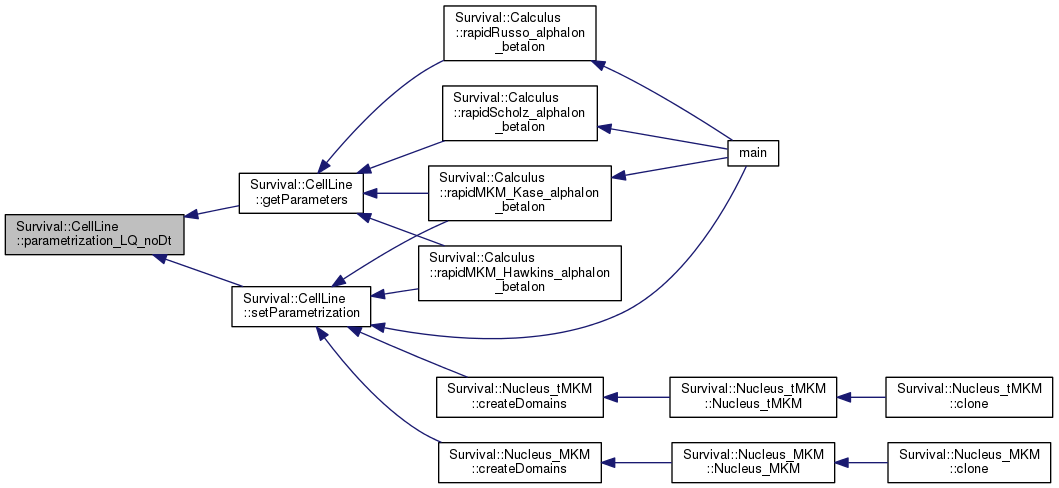 Survival::Calculus
::rapidRusso_alphaIon
_betaIon
Survival::Calculus
::rapidScholz_alphaIon
_betaIon
main
Survival::CellLine
::getParameters
Survival::Calculus
::rapidMKM_Kase_alphaIon
_betaIon
Survival::CellLine
::parametrization_LQ_noDt
Survival::Calculus
::rapidMKM_Hawkins_alphaIon
_betaIon
Survival::CellLine
::setParametrization
Survival::Nucleus_tMKM
::createDomains
Survival::Nucleus_tMKM
::Nucleus_tMKM
Survival::Nucleus_tMKM
::clone
Survival::Nucleus_MKM
::createDomains
Survival::Nucleus_MKM
::Nucleus_MKM
Survival::Nucleus_MKM
::clone